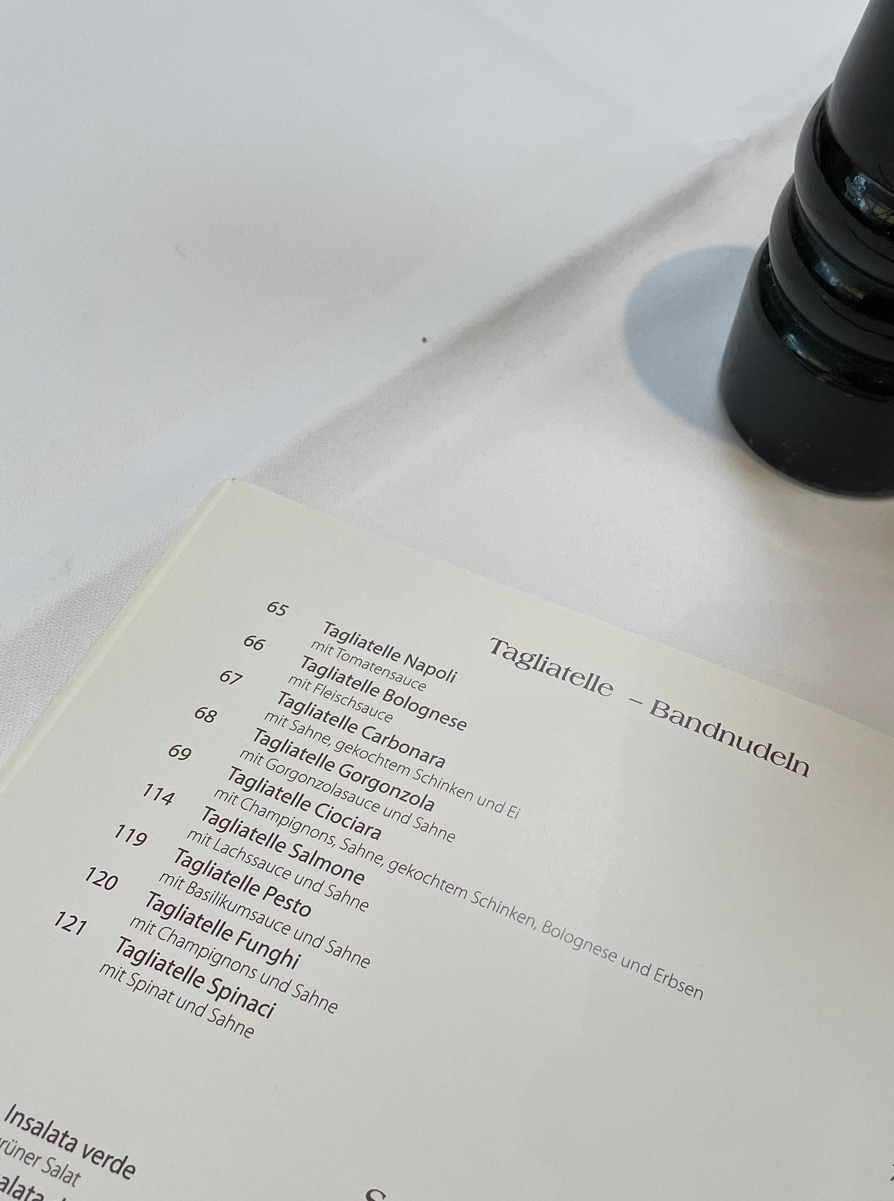 Tagliatelle – Bandnudeln
65 Tagliatelle Napoli
mit Tomatensauce
66 Tagliatelle Bolognese
mit Fleischsauce
67 Tagliatelle Carbonara
mit Sahne, gekochtem Schinken und Ei
68 Tagliatelle Gorgonzola
mit Gorgonzolasauce und Sahne
69 Tagliatelle Ciociara
mit Champignons, Sahne, gekochtem Schinken, Bolognese und Erbsen
114 Tagliatelle Salmone
mit Lachssauce und Sahne
119 Tagliatelle Pesto
mit Basilikumsauce und Sahne
120 Tagliatelle Funghi
mit Champignons und Sahne
121 Tagliatelle Spinaci
mit Spinat und Sahne
Insalata verde
Salat